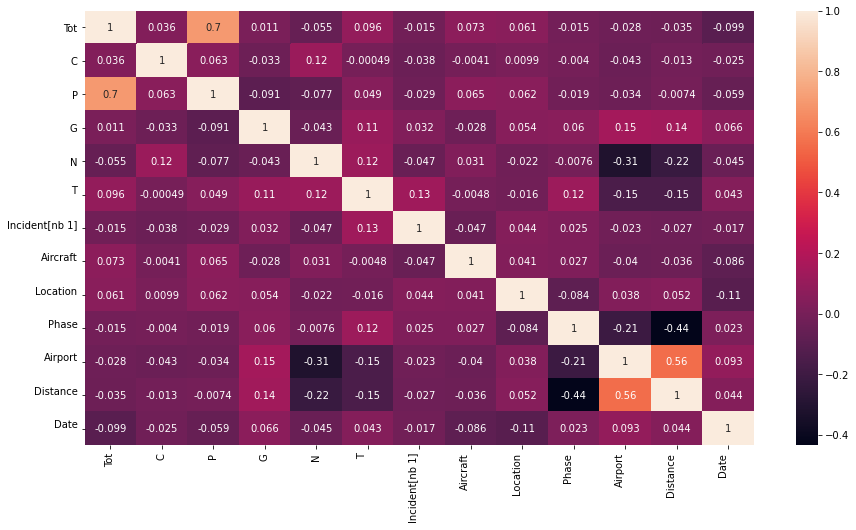 Tot 1 0.036 0.7 0.011 -0.055 0.096 -0.015 0.073 0.061 -0.015 -0.028 -0.035 -0.099
C 0.036 1 0.063 -0.033 0.12 -0.00049 -0.038 -0.0041 0.0099 -0.004 -0.043 -0.013 -0.025
P 0.7 0.063 1 -0.091 -0.077 0.049 -0.029 0.065 0.062 -0.019 -0.034 -0.0074 -0.059
G 0.011 -0.033 -0.091 1 -0.043 0.11 0.032 -0.028 0.054 0.06 0.15 0.14 0.066
N -0.055 0.12 -0.077 -0.043 1 0.12 -0.047 0.031 -0.022 -0.0076 -0.31 -0.22 -0.045
T 0.096 -0.00049 0.049 0.11 0.12 1 0.13 -0.0048 -0.016 0.12 -0.15 -0.15 0.043
Incident[nb 1] -0.015 -0.038 -0.029 0.032 -0.047 0.13 1 -0.047 0.044 0.025 -0.023 -0.027 -0.017
Aircraft 0.073 -0.0041 0.065 -0.028 0.031 -0.0048 -0.047 1 0.041 0.027 -0.04 -0.036 -0.086
Location 0.061 0.0099 0.062 0.054 -0.022 -0.016 0.044 0.041 1 -0.084 0.038 0.052 -0.11
Phase -0.015 -0.004 -0.019 0.06 -0.0076 0.12 0.025 0.027 -0.084 1 -0.21 -0.44 0.023
Airport -0.028 -0.043 -0.034 0.15 -0.31 -0.15 -0.023 -0.04 0.038 -0.21 1 0.56 0.093
Distance -0.035 -0.013 -0.0074 0.14 -0.22 -0.15 -0.027 -0.036 0.052 -0.44 0.56 1 0.044
Date -0.099 -0.025 -0.059 0.066 -0.045 0.043 -0.017 -0.086 -0.11 0.023 0.093 0.044 1
Tot C P G N T Incident[nb 1] Aircraft Location Phase Airport Distance Date
1.0
0.8
0.6
0.4
0.2
0.0
−0.2
−0.4